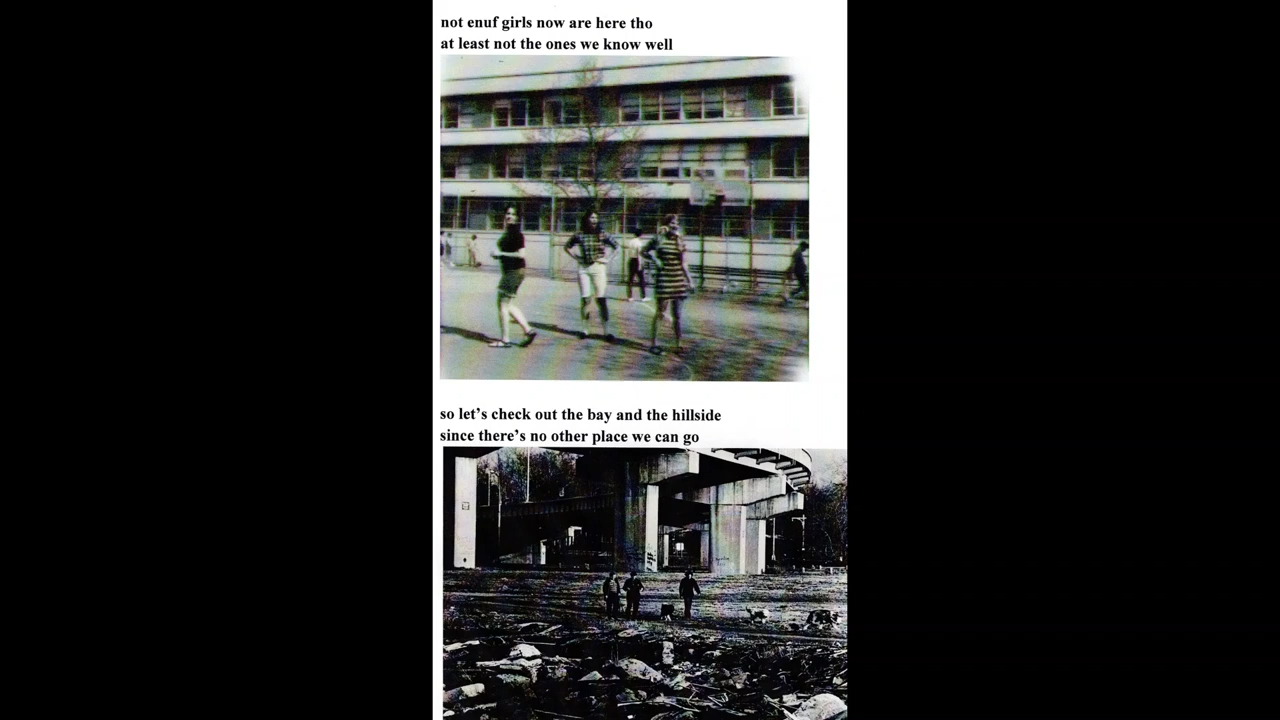 not enuf girls now are here tho
at least not the ones we know well
so let’s check out the bay and the hillside
since there’s no other place we can go